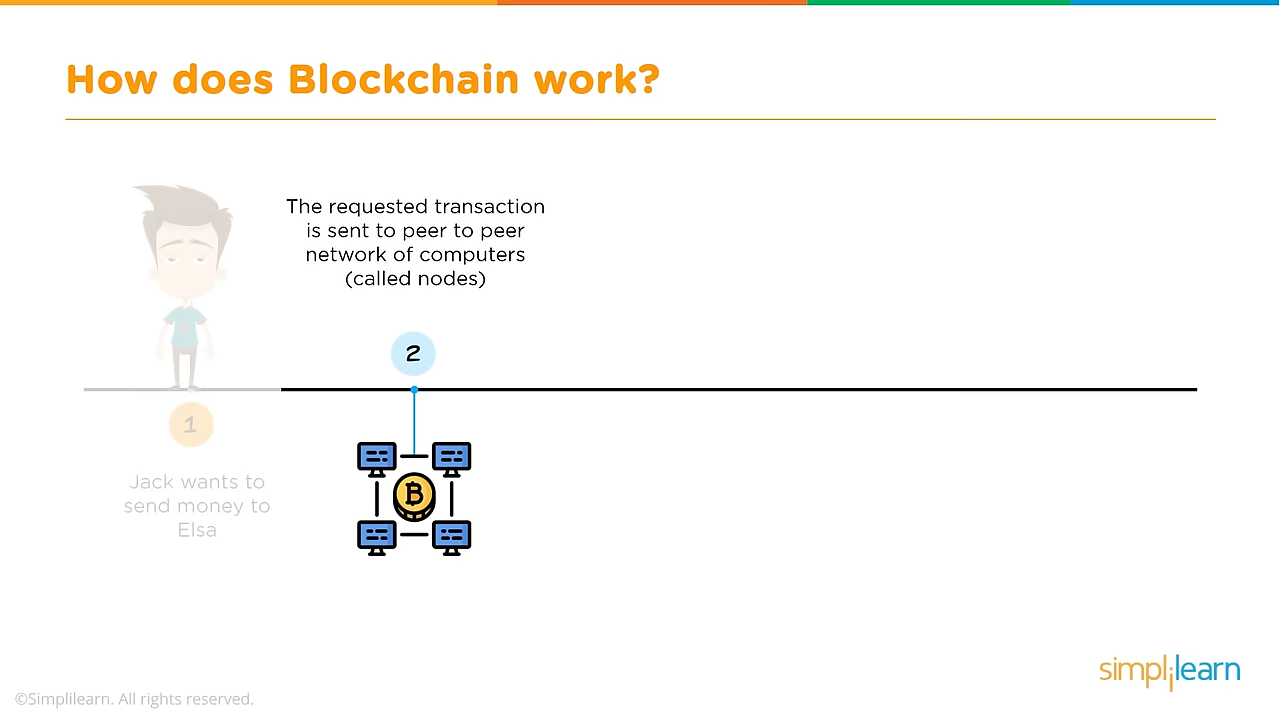 How does Blockchain work?
The requested transaction
is sent to peer to peer
network of computers
(called nodes)
2
1
Jack wants to
send money to
Elsa
B
simplilearn
©Simplilearn. All rights reserved.